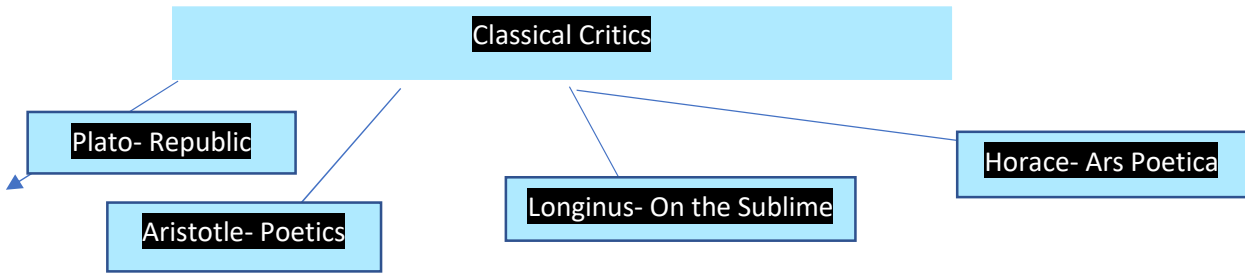 Classical Critics
Plato- Republic
Horace- Ars Poetica
Longinus- On the Sublime
Aristotle- Poetics